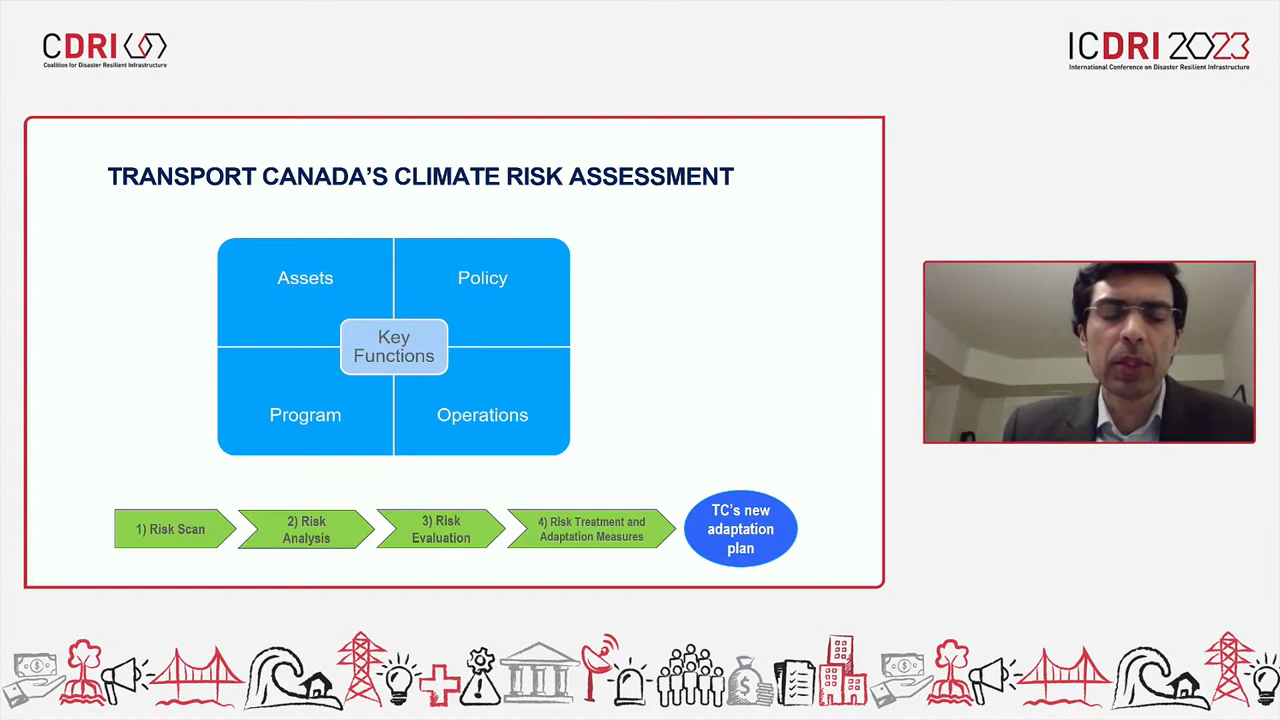 CDRI
Coalition for Disaster Resilient Infrastructure
ICDRI 2023
International Conference on Disaster Resilient Infrastructure
TRANSPORT CANADA'S CLIMATE RISK ASSESSMENT
Assets
Policy
Key
Functions
Program
Operations
1) Risk Scan
2) Risk
Analysis
3) Risk
Evaluation
4) Risk Treatment and
Adaptation Measures
TC's new
adaptation
plan